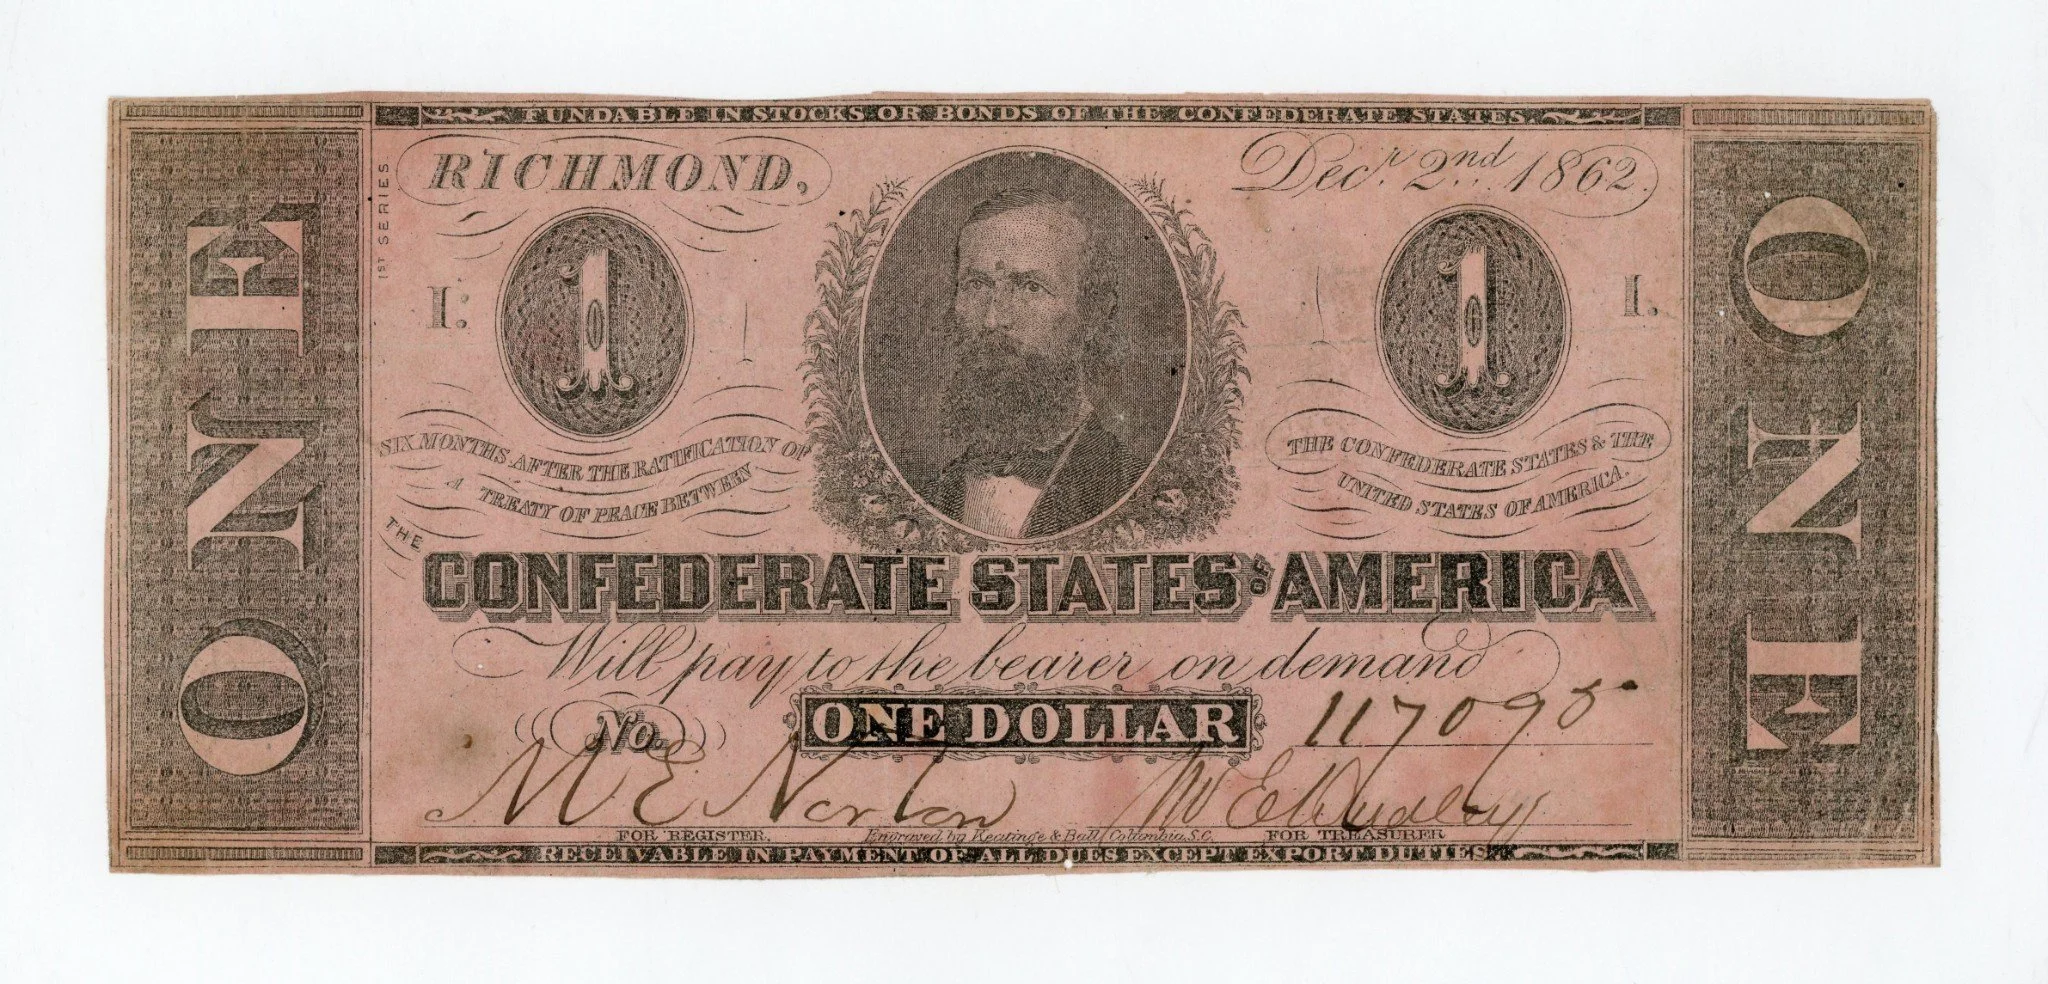 FUNDABLE IN STOCKS OR BONDS OF THE CONFEDERATE STATES
ONE
1ST SERIES
RICHMOND,
Decr. 2nd 1862.
1.
1
1
1.
SIX MONTHS AFTER THE RATIFICATION OF
A TREATY OF PEACE BETWEEN
THE CONFEDERATE STATES & THE
UNITED STATES OF AMERICA.
THE
CONFEDERATE STATES OF AMERICA
Will pay to the bearer on demand
No. ONE DOLLAR 117095
M E Norton
FOR REGISTER.
Engraved by Keatinge & Ball, Columbia, S.C.
FOR TREASURER
RECEIVABLE IN PAYMENT OF ALL DUES EXCEPT EXPORT DUTIES
ONE